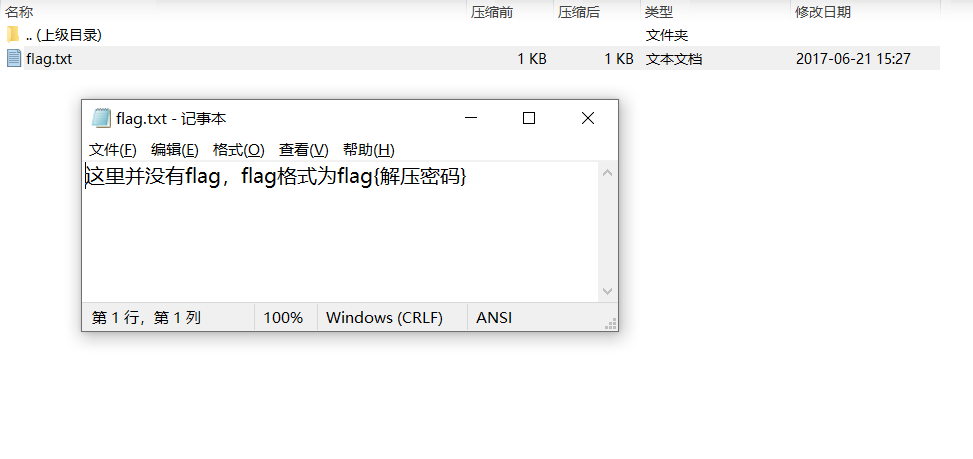 名称 压缩前 压缩后 类型 修改日期
.. (上级目录) 文件夹
flag.txt 1 KB 1 KB 文本文档 2017-06-21 15:27
flag.txt - 记事本
文件(F) 编辑(E) 格式(O) 查看(V) 帮助(H)
这里并没有flag，flag格式为flag{解压密码}
第 1 行，第 1 列 100% Windows (CRLF) ANSI